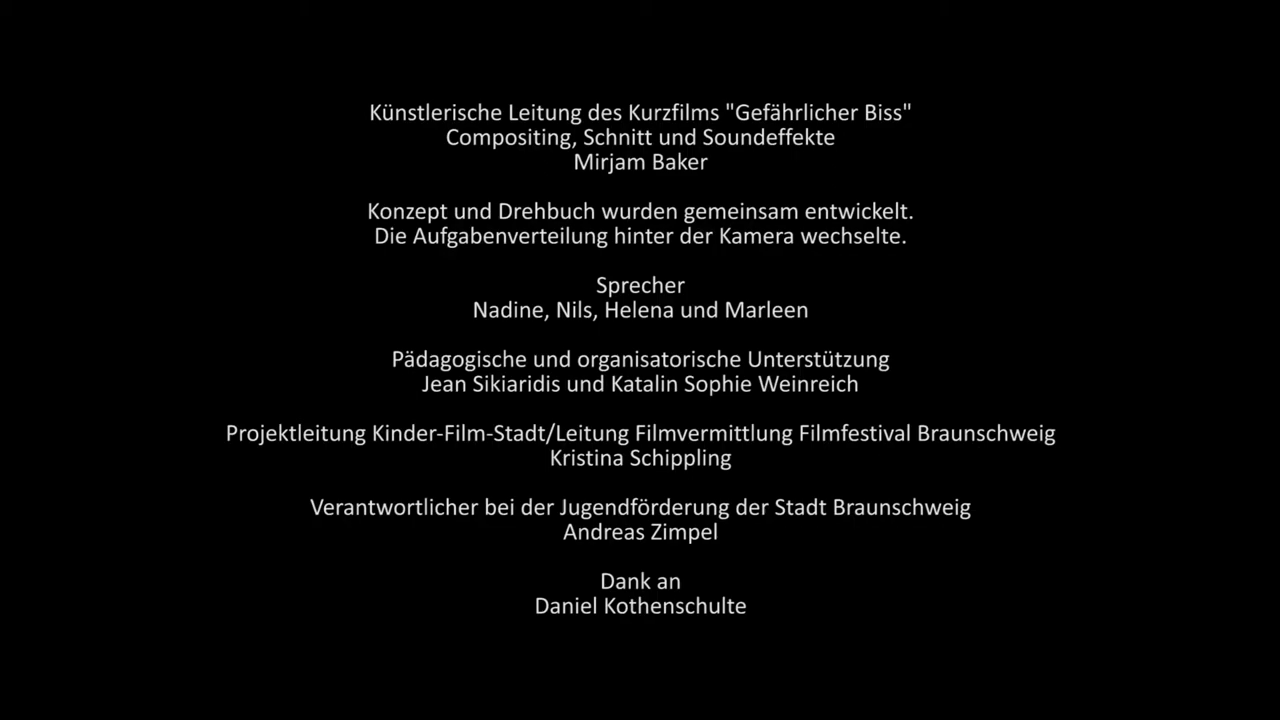 Künstlerische Leitung des Kurzfilms "Gefährlicher Biss"
Compositing, Schnitt und Soundeffekte
Mirjam Baker
Konzept und Drehbuch wurden gemeinsam entwickelt.
Die Aufgabenverteilung hinter der Kamera wechselte.
Sprecher
Nadine, Nils, Helena und Marleen
Pädagogische und organisatorische Unterstützung
Jean Sikiaridis und Katalin Sophie Weinreich
Projektleitung Kinder-Film-Stadt/Leitung Filmvermittlung Filmfestival Braunschweig
Kristina Schippling
Verantwortlicher bei der Jugendförderung der Stadt Braunschweig
Andreas Zimpel
Dank an
Daniel Kothenschulte